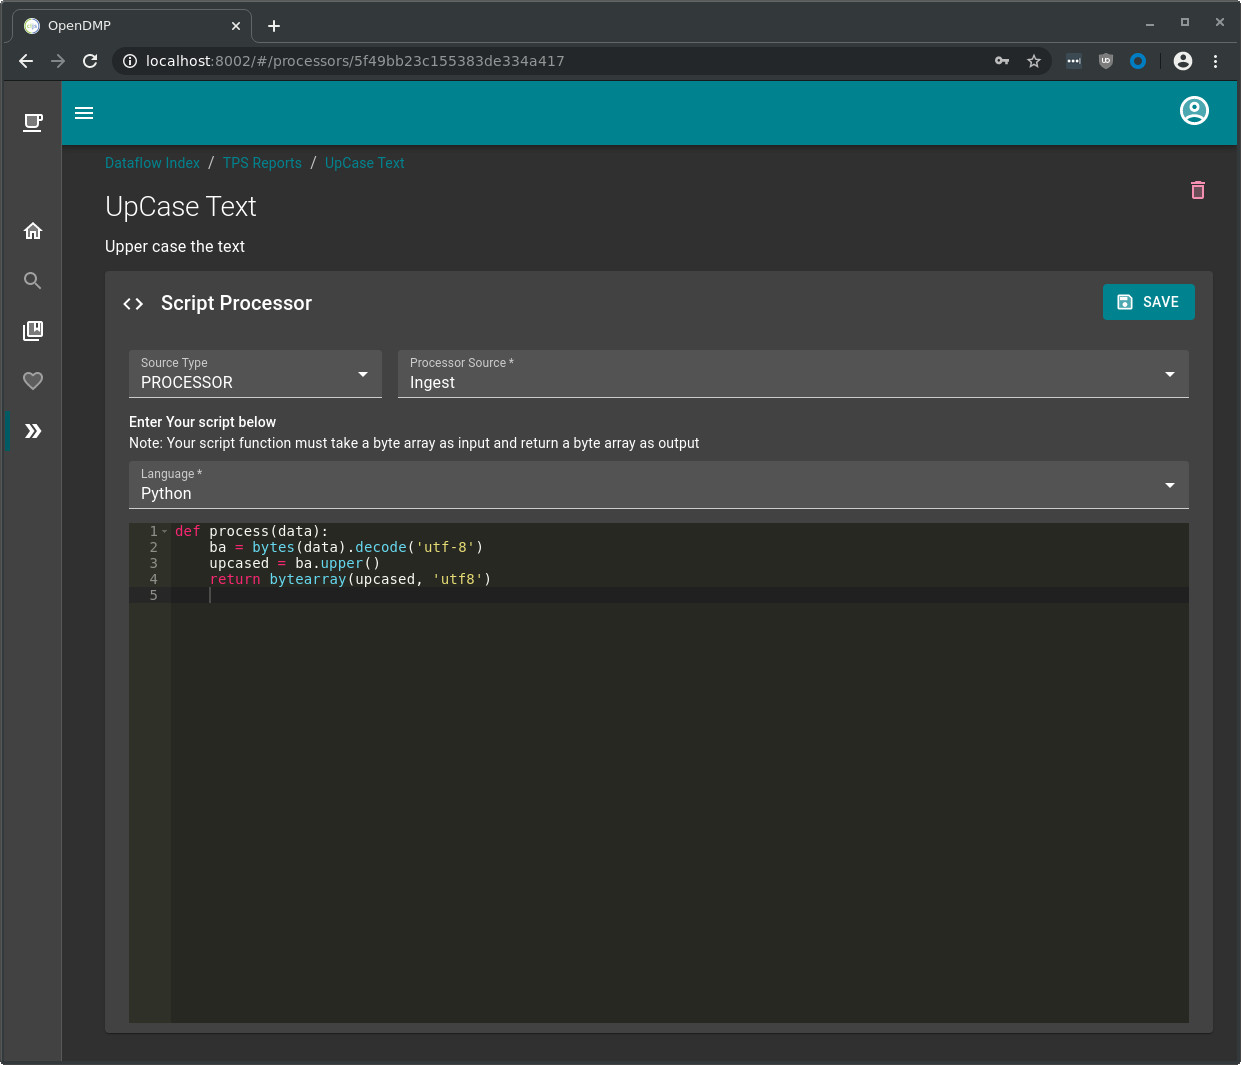 OpenDMP
localhost:8002/#/processors/5f49bb23c155383de334a417
Dataflow Index / TPS Reports / UpCase Text
UpCase Text
Upper case the text
Script Processor
SAVE
Source Type
PROCESSOR
Processor Source *
Ingest
Enter Your script below
Note: Your script function must take a byte array as input and return a byte array as output
Language *
Python
1 def process(data):
2     ba = bytes(data).decode('utf-8')
3     upcased = ba.upper()
4     return bytearray(upcased, 'utf8')
5